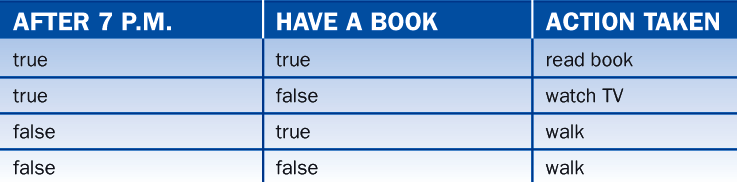 AFTER 7 P.M. HAVE A BOOK ACTION TAKEN
true true read book
true false watch TV
false true walk
false false walk